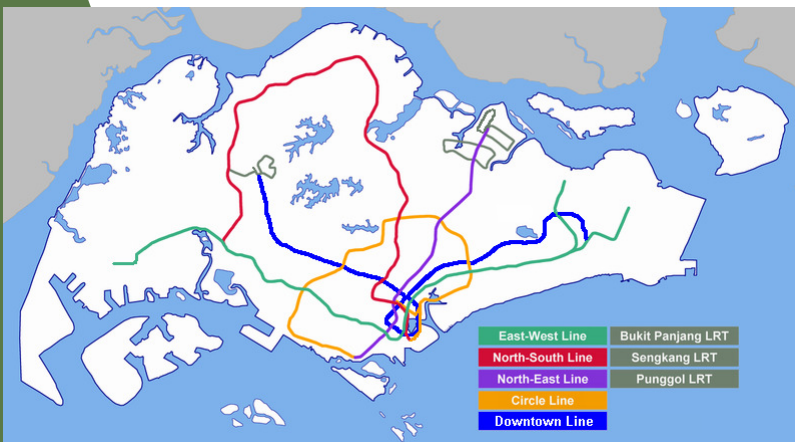 East-West Line
Bukit Panjang LRT
North-South Line
Sengkang LRT
North-East Line
Punggol LRT
Circle Line
Downtown Line